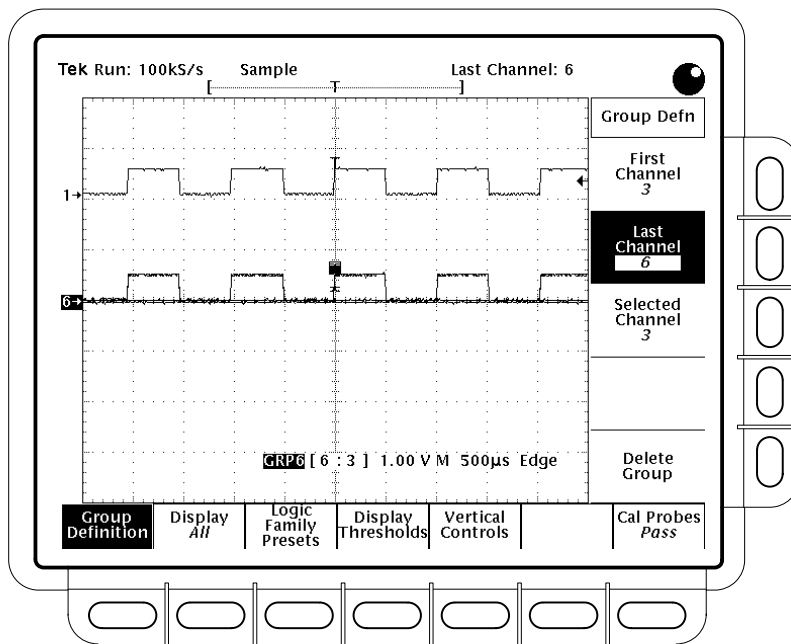 Tek Run: 100kS/s Sample Last Channel: 6
[ T ]
Group Defn
First
Channel
3
1
Last
Channel
6
6
Selected
Channel
3
GRP6 [ 6 : 3 ] 1.00 V M 500µs Edge
Delete
Group
Group
Definition
Display
All
Logic
Family
Presets
Display
Thresholds
Vertical
Controls
Cal Probes
Pass